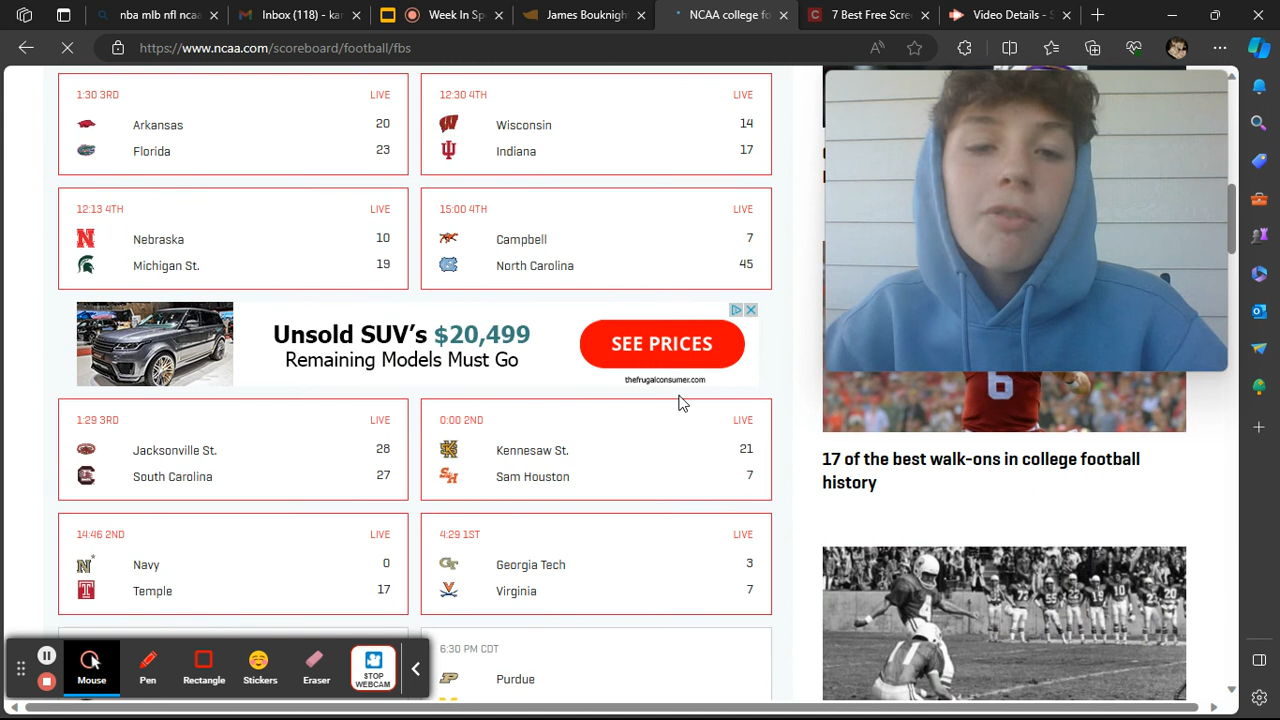 nba mlb nfl ncaa
Inbox (118) - kar
Week In Sp
James Bouknigh
NCAA college fo
7 Best Free Scree
Video Details - S
https://www.ncaa.com/scoreboard/football/fbs
1:30 3RD LIVE
Arkansas 20
Florida 23
12:30 4TH LIVE
Wisconsin 14
Indiana 17
12:13 4TH LIVE
Nebraska 10
Michigan St. 19
15:00 4TH LIVE
Campbell 7
North Carolina 45
Unsold SUV's $20,499
Remaining Models Must Go
SEE PRICES
thefrugalconsumer.com
1:29 3RD LIVE
Jacksonville St. 28
South Carolina 27
0:00 2ND LIVE
Kennesaw St. 21
Sam Houston 7
14:46 2ND LIVE
Navy 0
Temple 17
4:29 1ST LIVE
Georgia Tech 3
Virginia 7
6:30 PM CDT
Purdue
17 of the best walk-ons in college football
history
Mouse
Pen
Rectangle
Stickers
Eraser
STOP
WEBCAM